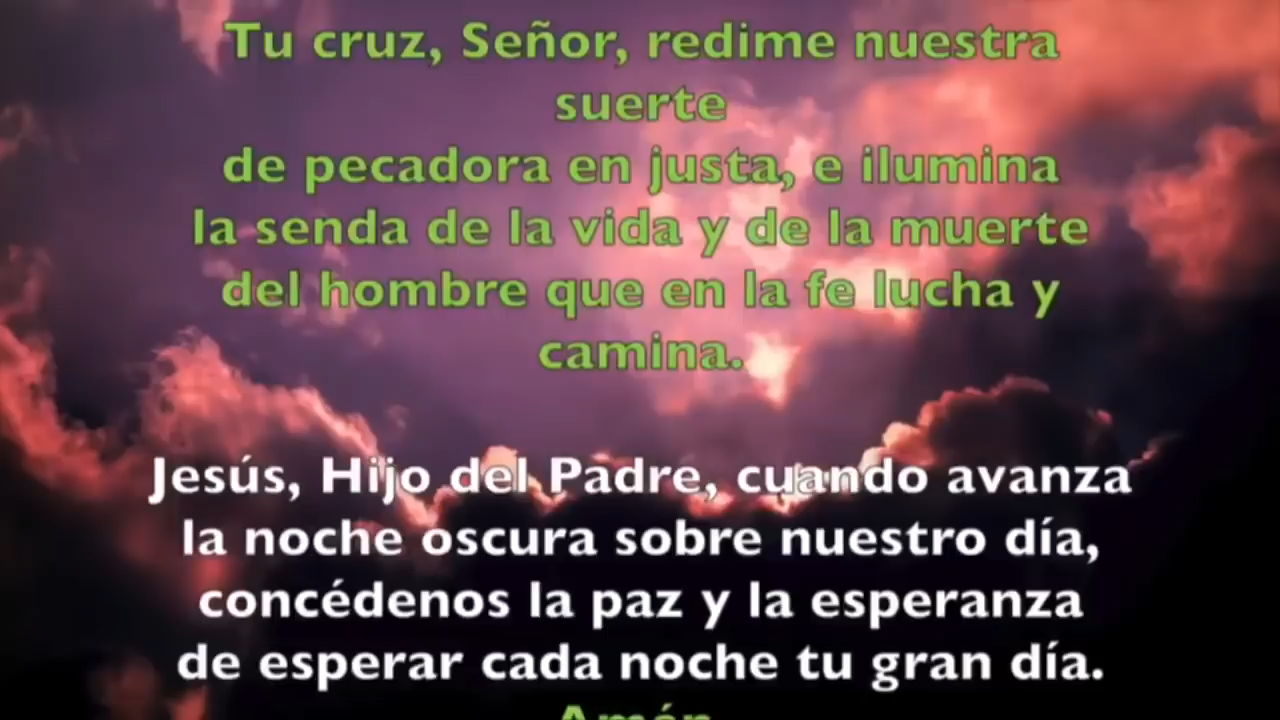 Tu cruz, Señor, redime nuestra
suerte
de pecadora en justa, e ilumina
la senda de la vida y de la muerte
del hombre que en la fe lucha y
camina.
Jesús, Hijo del Padre, cuando avanza
la noche oscura sobre nuestro día,
concédenos la paz y la esperanza
de esperar cada noche tu gran día.
Amén